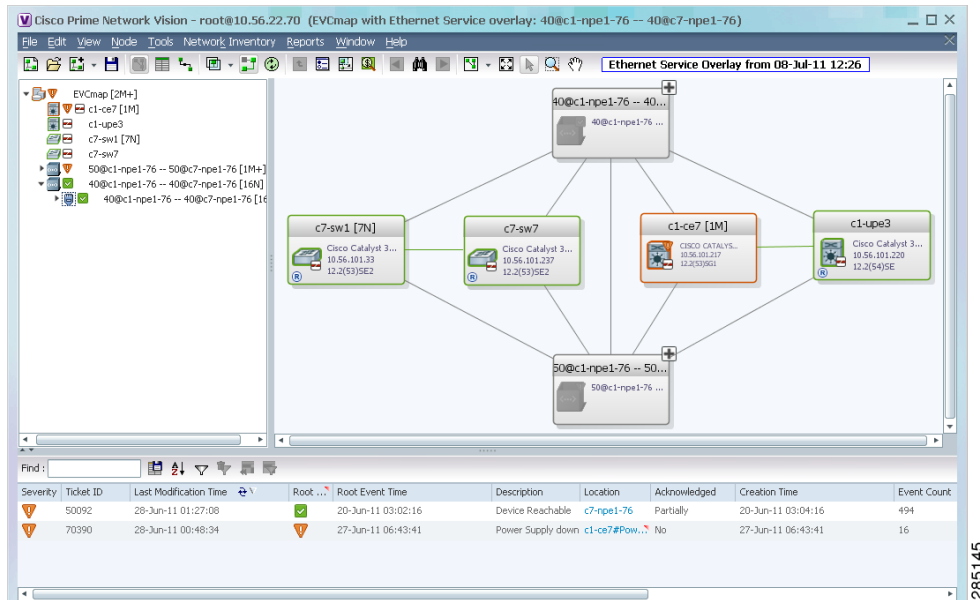 Cisco Prime Network Vision - root@10.56.22.70 (EVCmap with Ethernet Service overlay: 40@c1-npe1-76 -- 40@c7-npe1-76)
File Edit View Node Tools Network Inventory Reports Window Help
Ethernet Service Overlay from 08-Jul-11 12:26
EVCmap [2M+]
c1-ce7 [1M]
c1-upe3
c7-sw1 [7N]
c7-sw7
50@c1-npe1-76 -- 50@c7-npe1-76 [1M+]
40@c1-npe1-76 -- 40@c7-npe1-76 [16N]
40@c1-npe1-76 -- 40@c7-npe1-76 [16
40@c1-npe1-76 -- 40...
40@c1-npe1-76 ...
c7-sw1 [7N]
Cisco Catalyst 3...
10.56.101.33
12.2(53)SE2
c7-sw7
Cisco Catalyst 3...
10.56.101.237
12.2(53)SE2
c1-ce7 [1M]
CISCO CATALYS...
10.56.101.217
12.2(53)SG1
c1-upe3
Cisco Catalyst 3...
10.56.101.220
12.2(54)SE
50@c1-npe1-76 -- 50...
50@c1-npe1-76 ...
Find :
Severity Ticket ID Last Modification Time Root ... Root Event Time Description Location Acknowledged Creation Time Event Count
50092 28-Jun-11 01:27:08 20-Jun-11 03:02:16 Device Reachable c7-npe1-76 Partially 20-Jun-11 03:04:16 494
70390 28-Jun-11 00:48:34 27-Jun-11 06:43:41 Power Supply down c1-ce7#Pow... No 27-Jun-11 06:43:41 16
285145